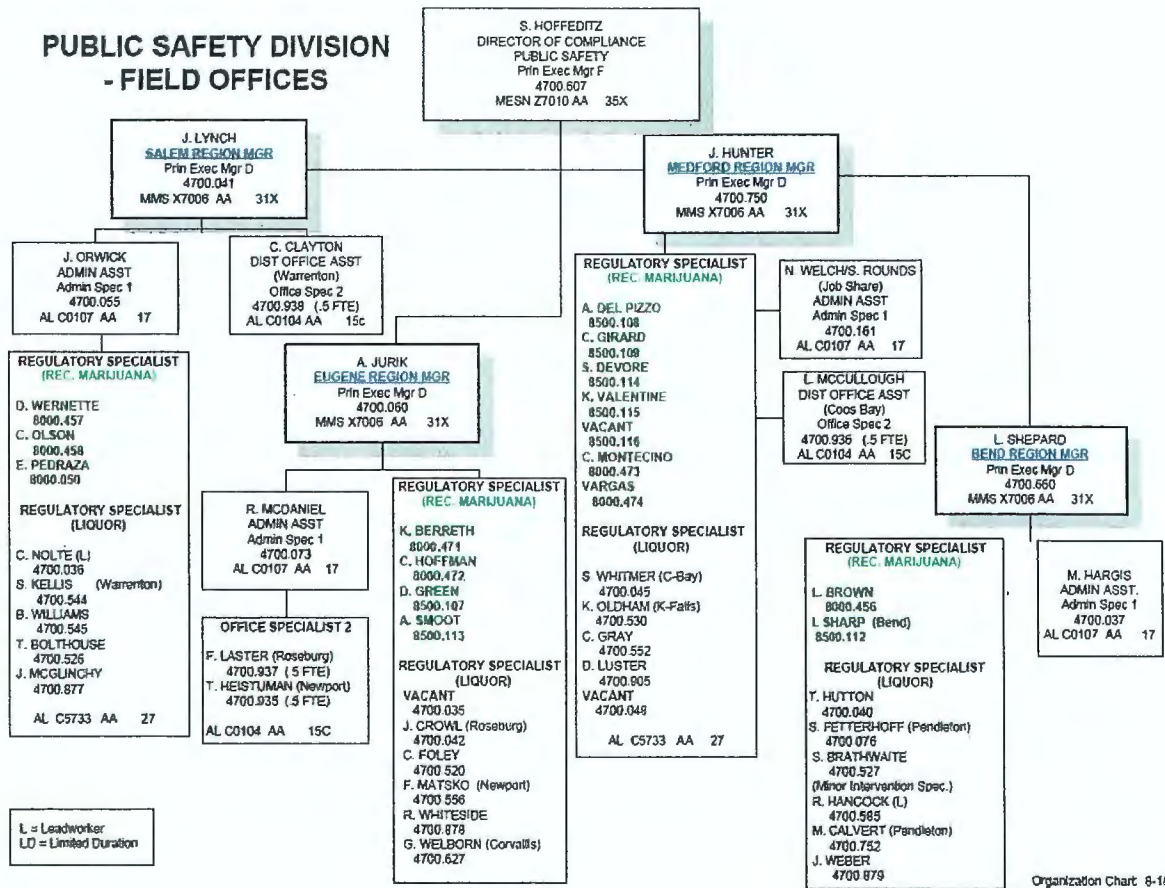 PUBLIC SAFETY DIVISION
- FIELD OFFICES
S. HOFFEDITZ
DIRECTOR OF COMPLIANCE
PUBLIC SAFETY
Prin Exec Mgr F
4700.607
MESN Z7010 AA 35X
J. LYNCH
SALEM REGION MGR
Prin Exec Mgr D
4700.041
MMS X7006 AA 31X
J. HUNTER
MEDFORD REGION MGR
Prin Exec Mgr D
4700.750
MMS X7006 AA 31X
J. ORWICK
ADMIN ASST
Admin Spec 1
4700.055
AL C0107 AA 17
C. CLAYTON
DIST OFFICE ASST
(Warrenton)
Office Spec 2
4700.938 (.5 FTE)
AL C0104 AA 15c
REGULATORY SPECIALIST
(REC. MARIJUANA)
D. WERNETTE
8000.457
C. OLSON
8000.458
E. PEDRAZA
8000.050
REGULATORY SPECIALIST
(LIQUOR)
C. NOLTE (L)
4700.036
S. KELLIS (Warrenton)
4700.544
B. WILLIAMS
4700.545
T. BOLTHOUSE
4700.526
J. MCGLINCHY
4700.877
AL C5733 AA 27
A. JURIK
EUGENE REGION MGR
Prin Exec Mgr D
4700.060
MMS X7006 AA 31X
R. MCDANIEL
ADMIN ASST
Admin Spec 1
4700.073
AL C0107 AA 17
OFFICE SPECIALIST 2
F. LASTER (Roseburg)
4700.937 (.5 FTE)
T. HEISTUMAN (Newport)
4700.935 (.5 FTE)
AL C0104 AA 15C
REGULATORY SPECIALIST
(REC. MARIJUANA)
K. BERRETH
8000.471
C. HOFFMAN
8000.472
D. GREEN
8500.107
A. SMOOT
8500.113
REGULATORY SPECIALIST
(LIQUOR)
VACANT
4700.035
J. CROWL (Roseburg)
4700.042
C. FOLEY
4700.520
F. MATSKO (Newport)
4700.556
R. WHITESIDE
4700.878
G. WELBORN (Corvallis)
4700.627
REGULATORY SPECIALIST
(REC. MARIJUANA)
A. DEL PIZZO
8500.108
C. GIRARD
8500.109
S. DEVORE
8500.114
K. VALENTINE
8500.115
VACANT
8500.116
C. MONTECINO
8000.473
VARGAS
8000.474
REGULATORY SPECIALIST
(LIQUOR)
S WHITMER (C-Bay)
4700.045
K. OLDHAM (K-Falls)
4700.530
C. GRAY
4700.552
D. LUSTER
4700.905
VACANT
4700.049
AL C5733 AA 27
N. WELCH/S. ROUNDS
(Job Share)
ADMIN ASST
Admin Spec 1
4700.161
AL C0107 AA 17
L. MCCULLOUGH
DIST OFFICE ASST
(Coos Bay)
Office Spec 2
4700.936 (.5 FTE)
AL C0104 AA 15C
L. SHEPARD
BEND REGION MGR
Prin Exec Mgr D
4700.660
MMS X7006 AA 31X
REGULATORY SPECIALIST
(REC. MARIJUANA)
L. BROWN
8000.456
L SHARP (Bend)
8500.112
REGULATORY SPECIALIST
(LIQUOR)
T. HUTTON
4700.040
S. FETTERHOFF (Pendleton)
4700.076
S. BRATHWAITE
4700.527
(Minor Intervention Spec.)
R. HANCOCK (L)
4700.585
M. CALVERT (Pendleton)
4700.752
J. WEBER
4700.879
M. HARGIS
ADMIN ASST.
Admin Spec 1
4700.037
AL C0107 AA 17
L = Leadworker
LD = Limited Duration
Organization Chart